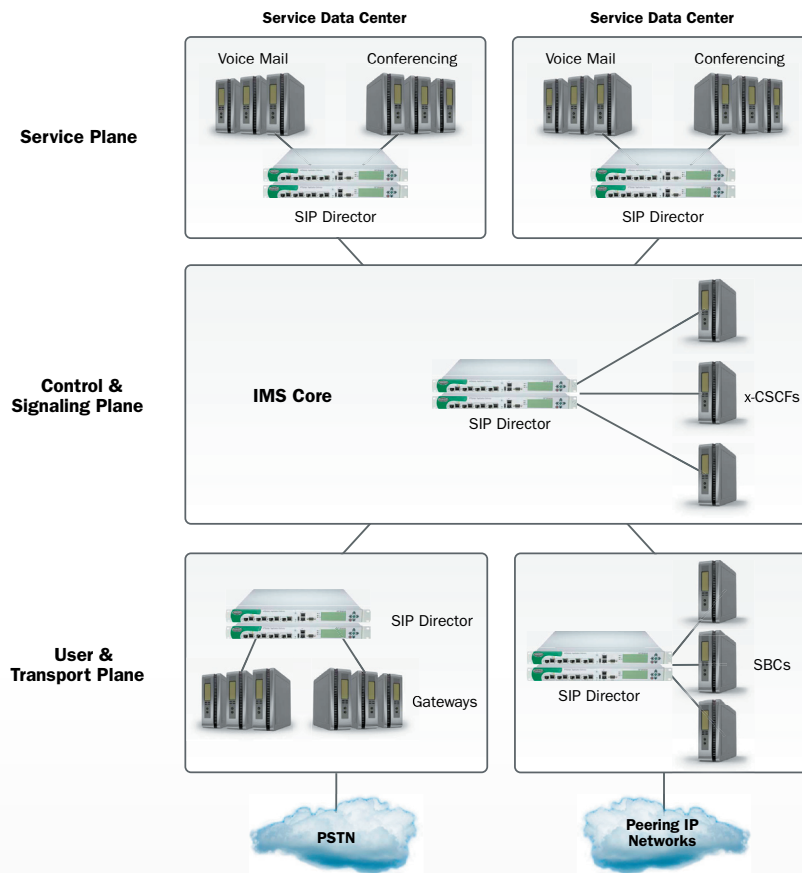 Service Data Center
Service Data Center
Service Plane
Voice Mail
Conferencing
SIP Director
Voice Mail
Conferencing
SIP Director
Control &
Signaling Plane
IMS Core
SIP Director
x-CSCFs
User &
Transport Plane
SIP Director
Gateways
SIP Director
SBCs
PSTN
Peering IP
Networks